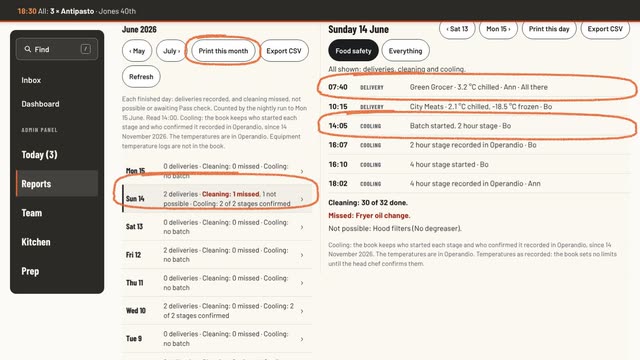 18:30 All: 3 × Antipasto · Jones 40th
Find /
Inbox
Dashboard
ADMIN PANEL
Today (3)
Reports
Team
Kitchen
Prep
June 2026
‹ May
July ›
Print this month
Export CSV
Refresh
Each finished day: deliveries recorded, and cleaning missed, not
possible or awaiting Pass check. Counted by the nightly run to Mon
15 June. Read 14:00. Cooling: the book keeps who started each
stage and who confirmed it recorded in Operandio, since 14
November 2026. The temperatures are in Operandio. Equipment
temperature logs are not in the book.
Mon 15 0 deliveries · Cleaning: 0 missed · Cooling:
no batch ›
Sun 14 2 deliveries · Cleaning: 1 missed, 1 not
possible · Cooling: 2 of 2 stages confirmed ›
Sat 13 0 deliveries · Cleaning: 0 missed · Cooling:
no batch ›
Fri 12 0 deliveries · Cleaning: 0 missed · Cooling:
no batch ›
Thu 11 0 deliveries · Cleaning: 0 missed · Cooling:
no batch ›
Wed 10 2 deliveries · Cleaning: 0 missed · Cooling: 2
of 2 stages confirmed ›
Tue 9 0 deliveries · Cleaning: 0 missed · Cooling:
no batch ›
Sunday 14 June
‹ Sat 13
Mon 15 ›
Print this day
Export CSV
Food safety
Everything
All shown: deliveries, cleaning and cooling.
07:40 DELIVERY Green Grocer · 3.2 °C chilled · Ann · All there
10:15 DELIVERY City Meats · 2.1 °C chilled, -18.5 °C frozen · Bo
14:05 COOLING Batch started, 2 hour stage · Bo
16:07 COOLING 2 hour stage recorded in Operandio · Bo
16:10 COOLING 4 hour stage started · Bo
18:02 COOLING 4 hour stage recorded in Operandio · Ann
Cleaning: 30 of 32 done.
Missed: Fryer oil change.
Not possible: Hood filters (No degreaser).
Cooling: the book keeps who started each stage and who confirmed it recorded in Operandio, since 14
November 2026. The temperatures are in Operandio. Temperatures as recorded: the book sets no limits
until the head chef confirms them.